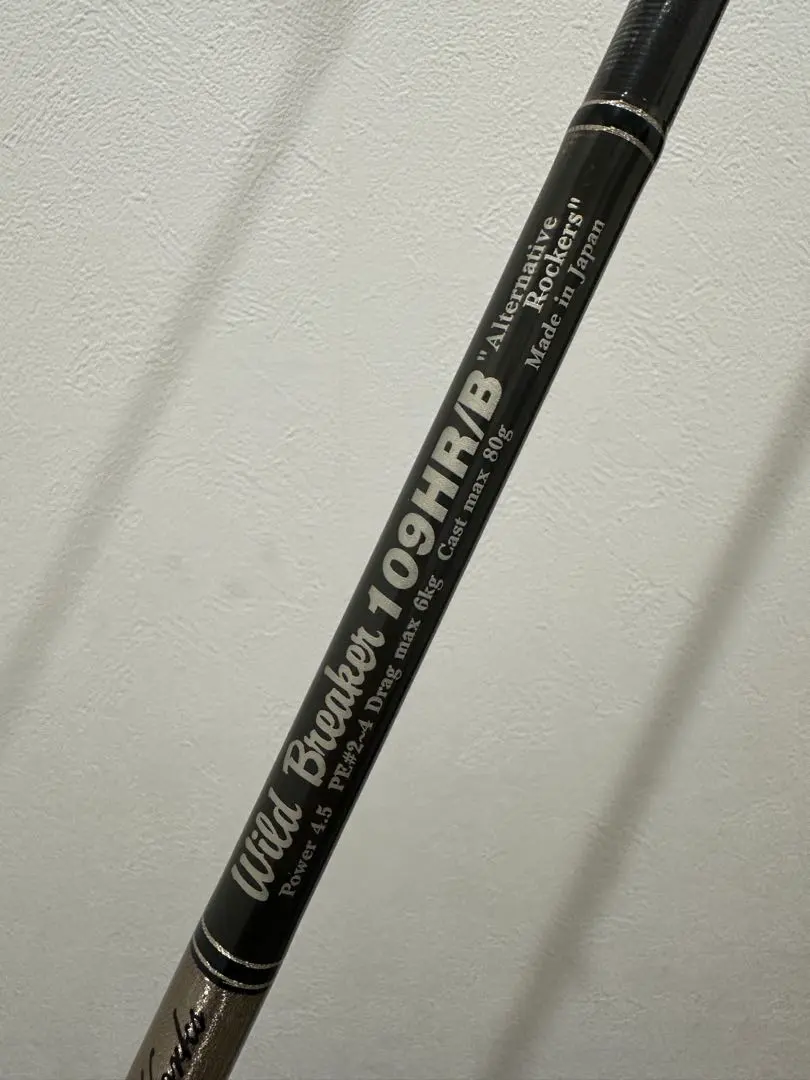 "Alternative
Rockers"
Made in Japan
Wild Breaker 109HR/B
Power 4.5 PE#2~4 Drag max 6kg Cast max 80g